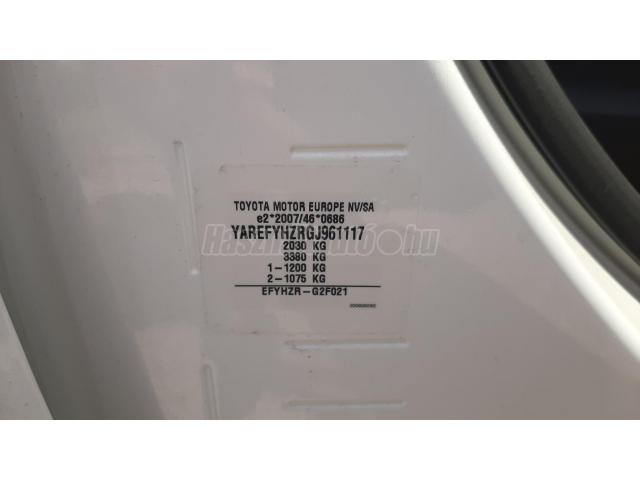 TOYOTA MOTOR EUROPE NV/SA
e2*2007/46*0686
YAREFYHZRGJ961117
2030 KG
3380 KG
1-1200 KG
2-1075 KG
EFYHZR-G2F021
Használtautó.hu